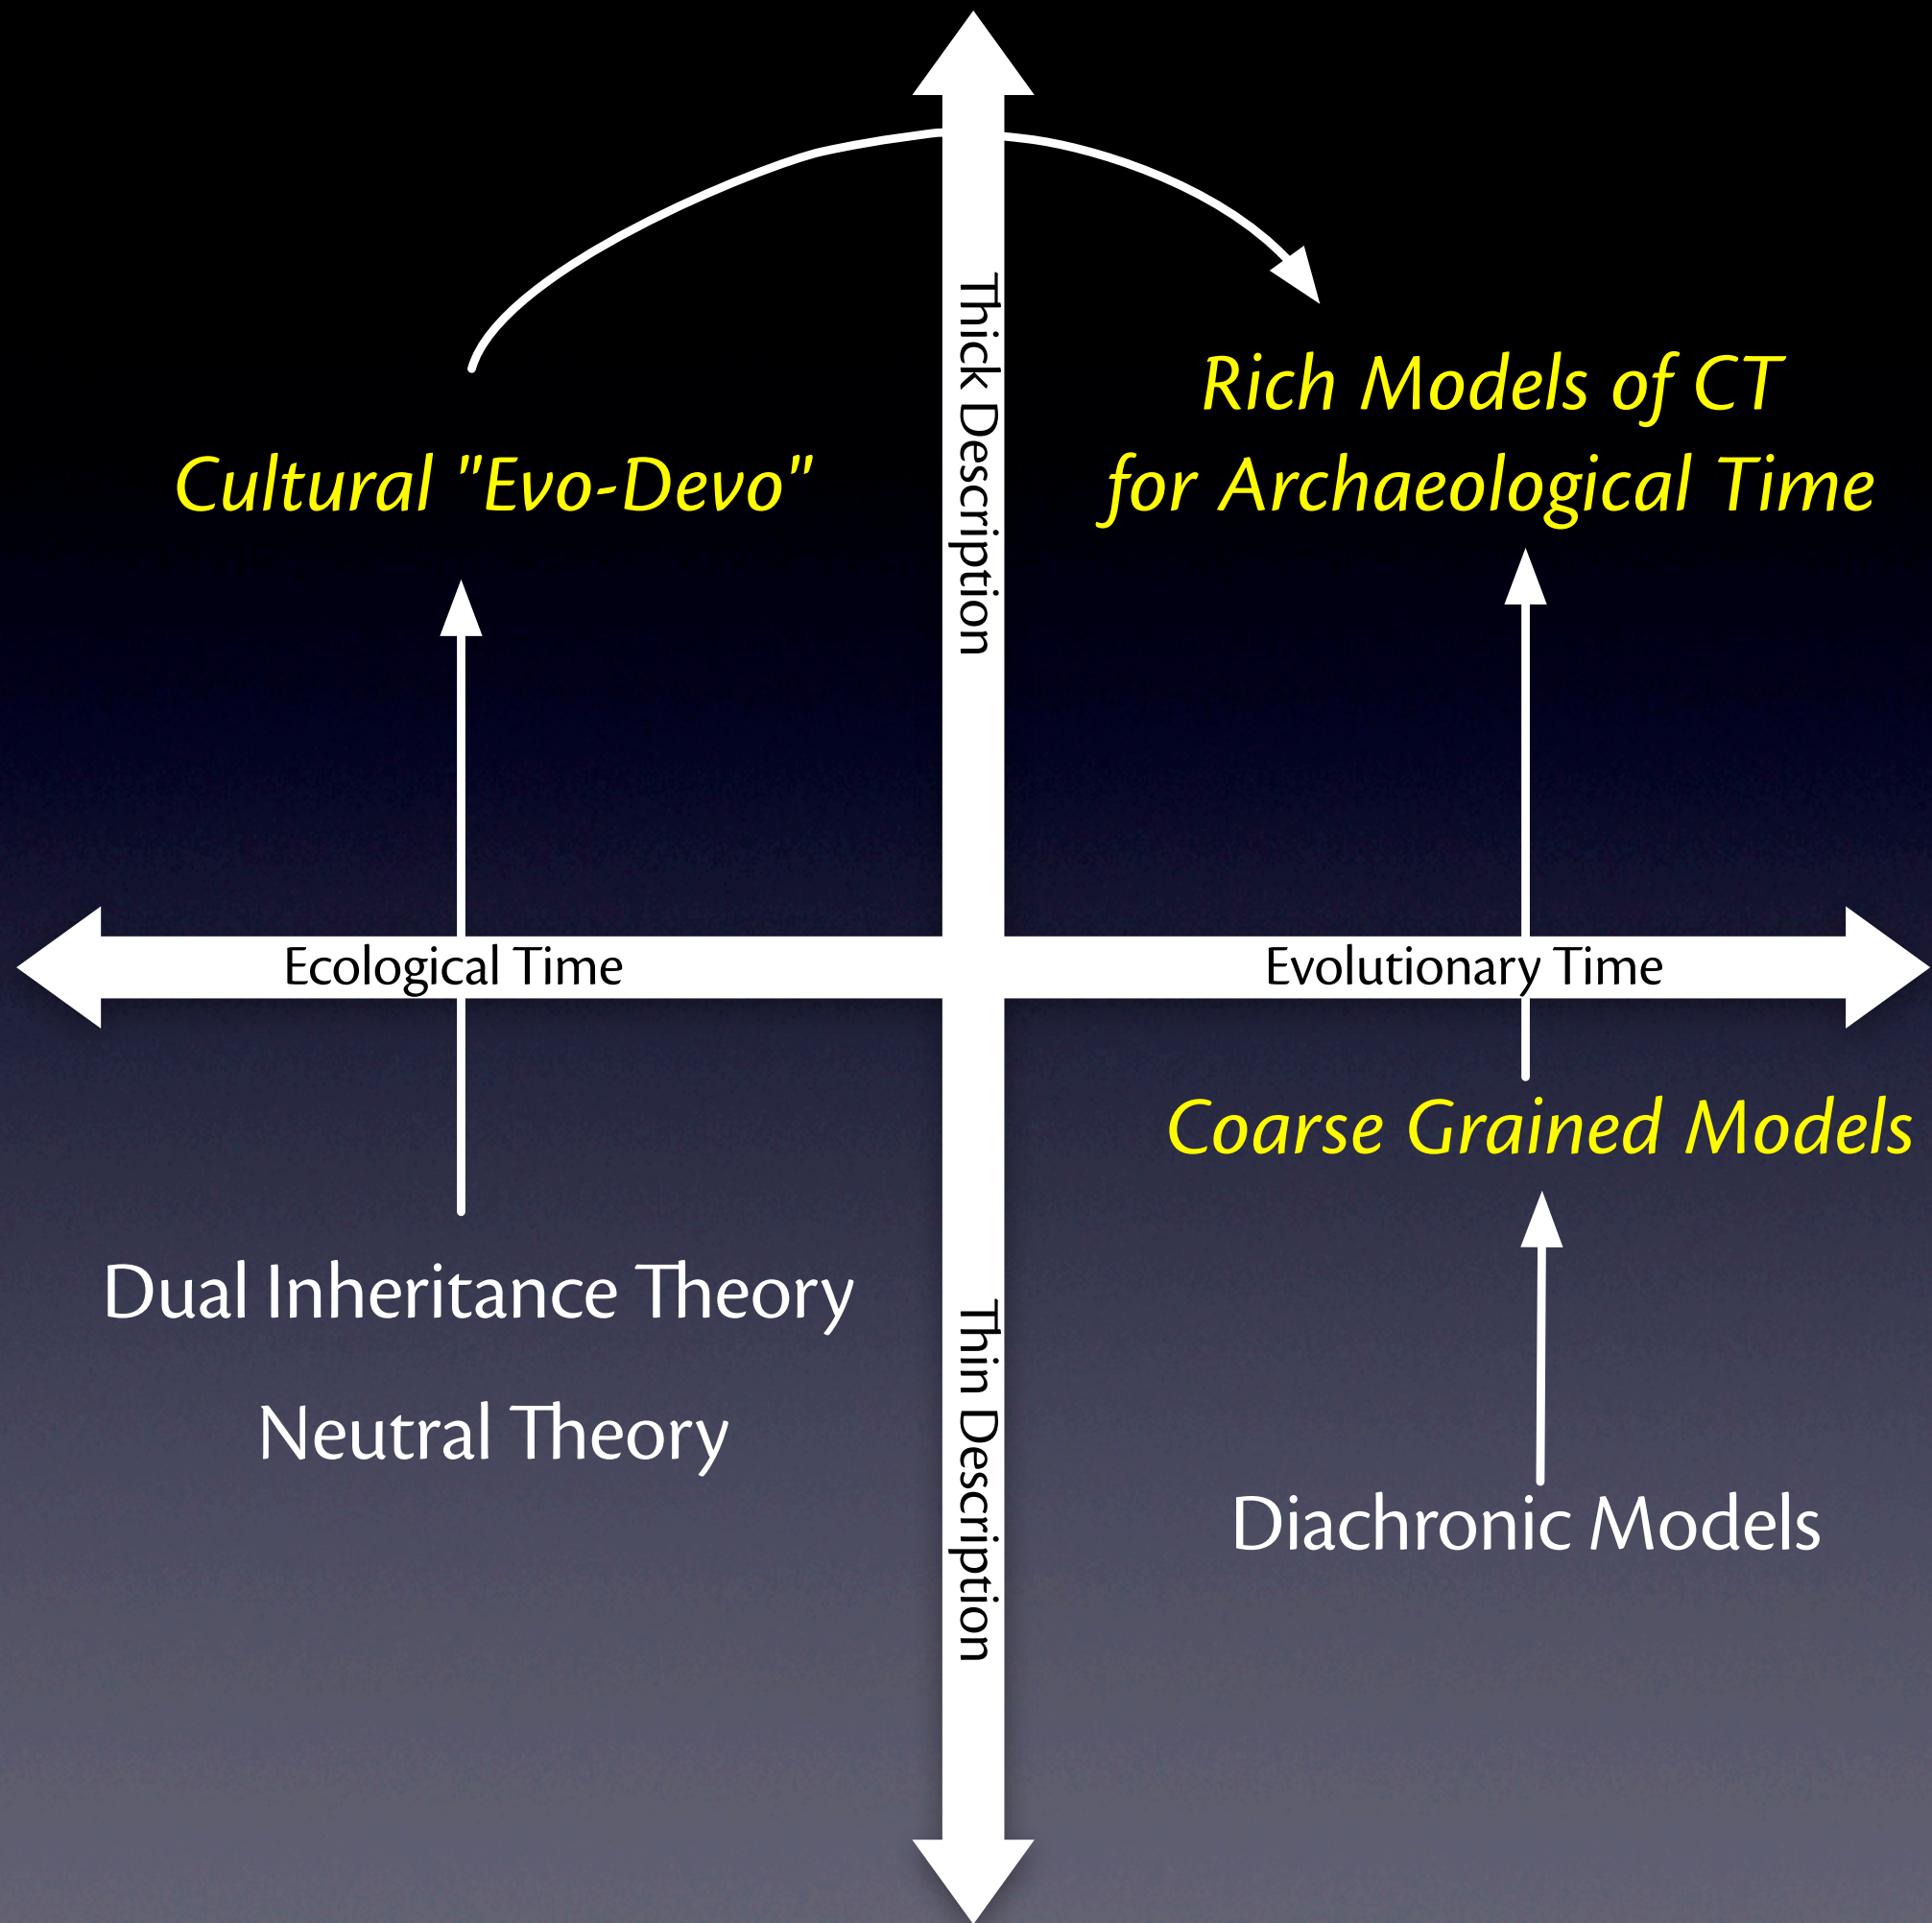 Thick Description
Rich Models of CT
for Archaeological Time
Cultural "Evo-Devo"
Ecological Time
Evolutionary Time
Coarse Grained Models
Dual Inheritance Theory
Neutral Theory
Thin Description
Diachronic Models